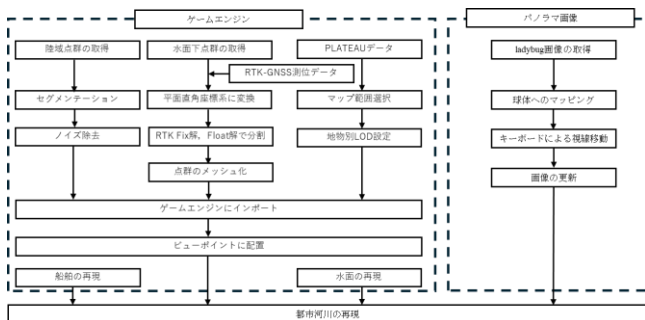 ゲームエンジン
パノラマ画像
陸域点群の取得
水面下点群の取得
PLATEAUデータ
ladybug画像の取得
RTK-GNSS測位データ
セグメンテーション
平面直角座標系に変換
マップ範囲選択
球体へのマッピング
ノイズ除去
RTK Fix解，Float解で分割
地物別LOD設定
キーボードによる視線移動
点群のメッシュ化
画像の更新
ゲームエンジンにインポート
ビューポイントに配置
船舶の再現
水面の再現
都市河川の再現